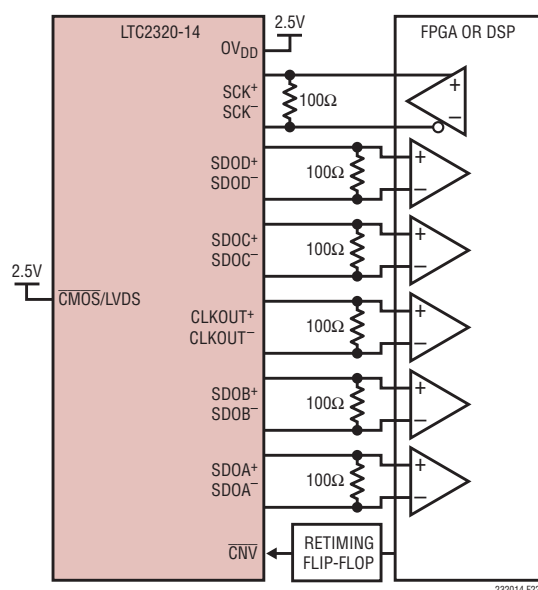 LTC2320-14
2.5V
OVDD
FPGA OR DSP
SCK+
SCK–
100Ω
+
–
SDOD+
SDOD–
100Ω
+
–
SDOC+
SDOC–
100Ω
+
–
2.5V
CMOS/LVDS
CLKOUT+
CLKOUT–
100Ω
+
–
SDOB+
SDOB–
100Ω
+
–
SDOA+
SDOA–
100Ω
+
–
CNV
RETIMING
FLIP-FLOP